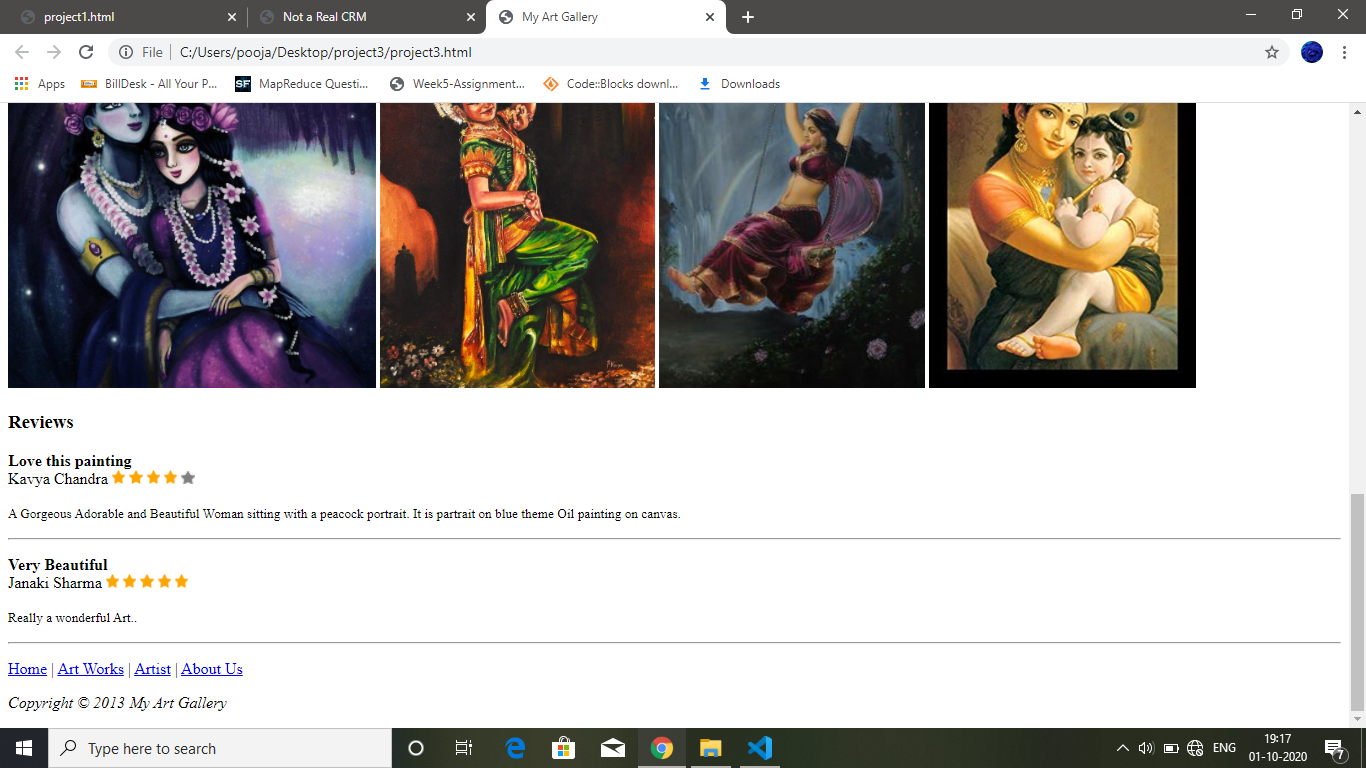 project1.html
Not a Real CRM
My Art Gallery
File | C:/Users/pooja/Desktop/project3/project3.html
Apps
BillDesk - All Your P...
SF
MapReduce Questi...
Week5-Assignment...
Code::Blocks downl...
Downloads
Reviews
Love this painting
Kavya Chandra
A Gorgeous Adorable and Beautiful Woman sitting with a peacock portrait. It is partrait on blue theme Oil painting on canvas.
Very Beautiful
Janaki Sharma
Really a wonderful Art..
Home | Art Works | Artist | About Us
Copyright © 2013 My Art Gallery
Type here to search
ENG
19:17
01-10-2020
7